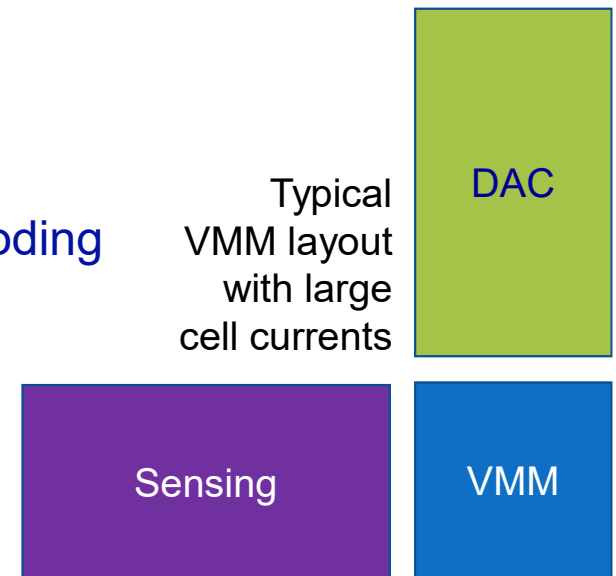 oding
Typical
VMM layout
with large
cell currents
DAC
Sensing
VMM